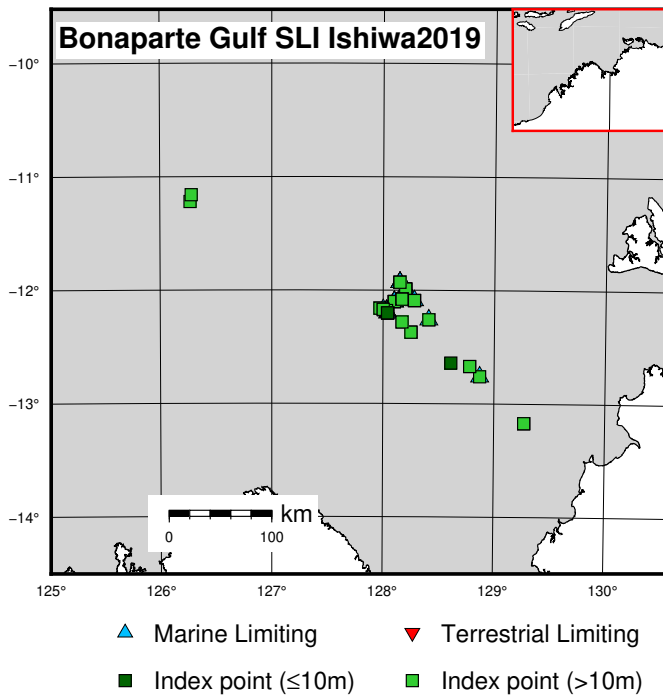 Bonaparte Gulf SLI Ishiwa2019
−10°
−11°
−12°
−13°
−14°
km
0 100
125° 126° 127° 128° 129° 130°
Marine Limiting Terrestrial Limiting
Index point (≤10m) Index point (>10m)